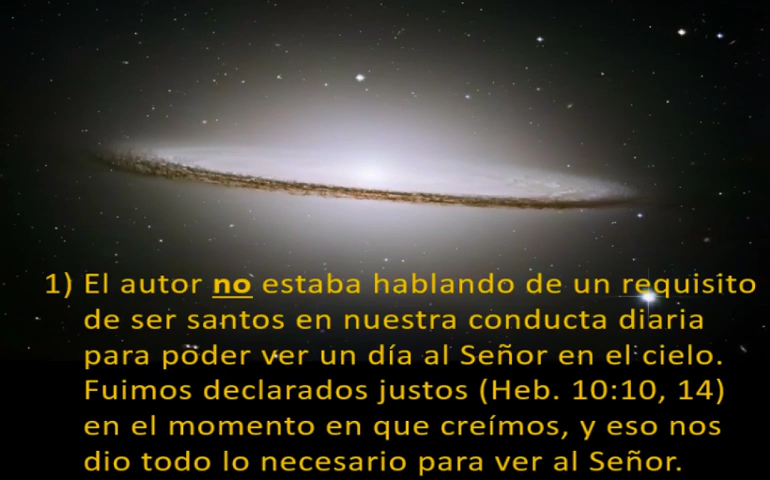 1) El autor no estaba hablando de un requisito
de ser santos en nuestra conducta diaria
para poder ver un día al Señor en el cielo.
Fuimos declarados justos (Heb. 10:10, 14)
en el momento en que creímos, y eso nos
dio todo lo necesario para ver al Señor.